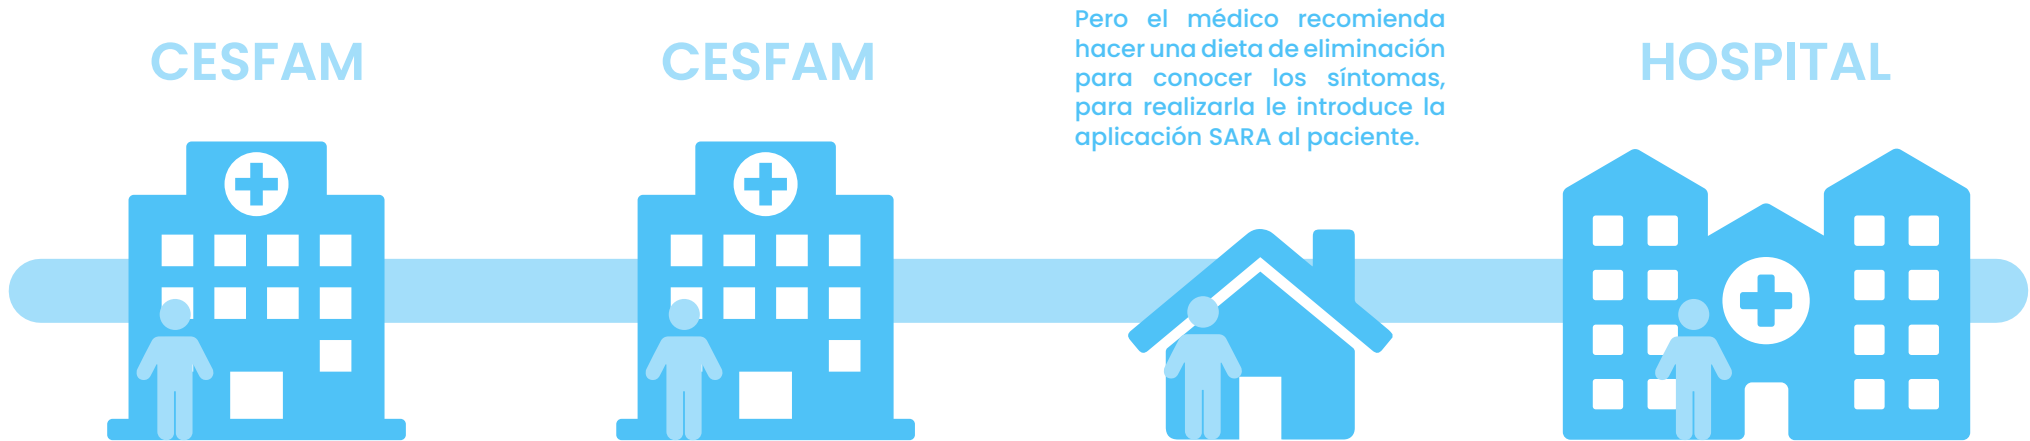 CESFAM
CESFAM
Pero el médico recomienda
hacer una dieta de eliminación
para conocer los síntomas,
para realizarla le introduce la
aplicación SARA al paciente.
HOSPITAL